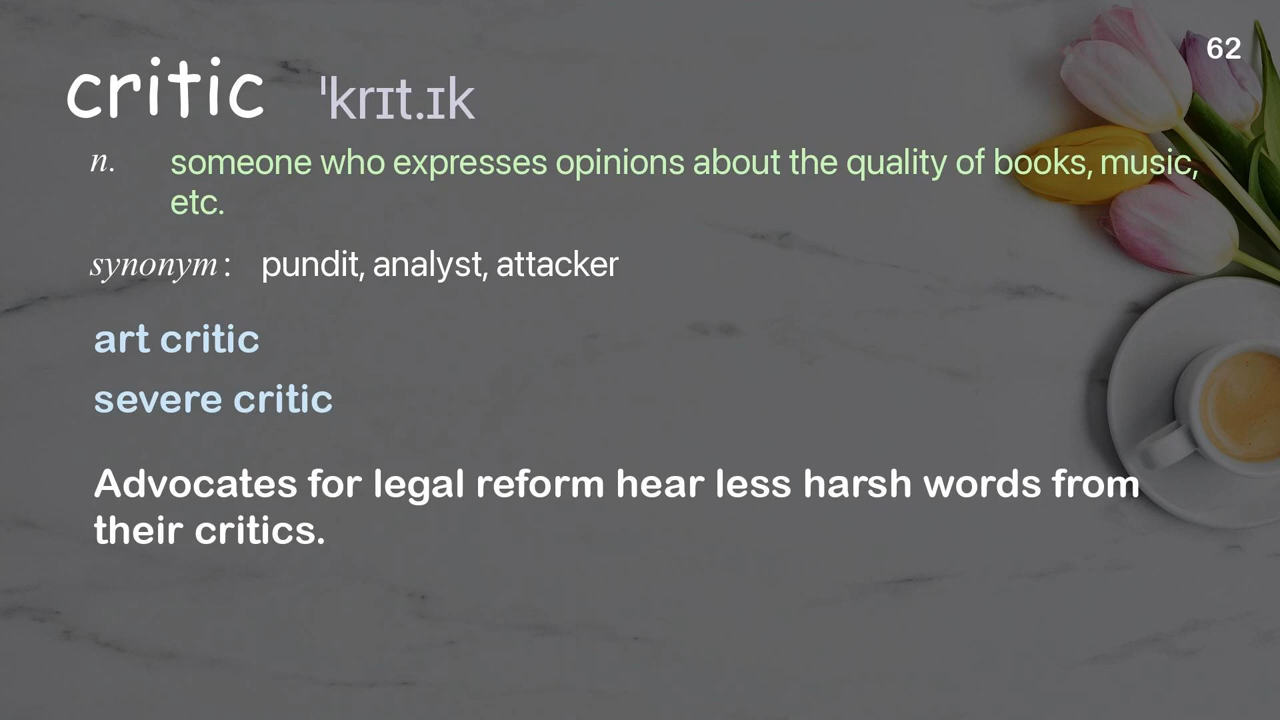 62
critic ˈkrɪt.ɪk
n. someone who expresses opinions about the quality of books, music,
etc.
synonym: pundit, analyst, attacker
art critic
severe critic
Advocates for legal reform hear less harsh words from
their critics.